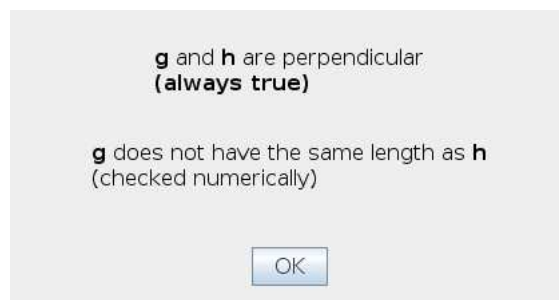 g and h are perpendicular
(always true)
g does not have the same length as h
(checked numerically)
OK